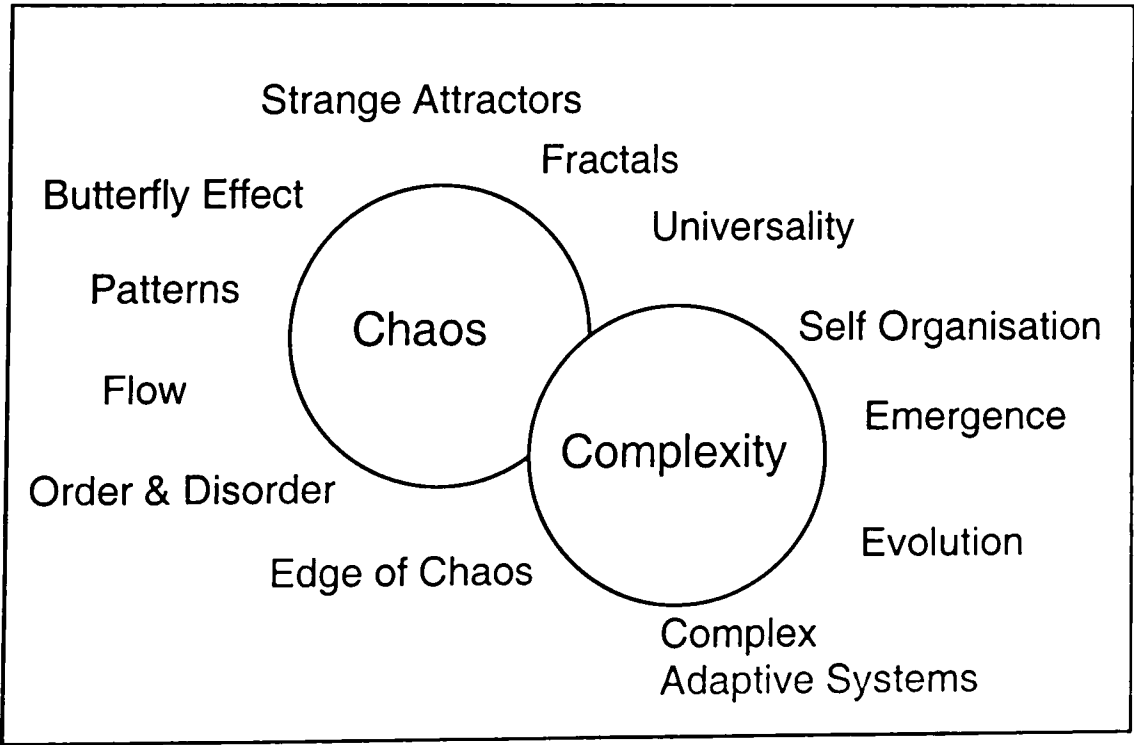 Strange Attractors
Fractals
Butterfly Effect
Universality
Patterns
Chaos
Self Organisation
Flow
Emergence
Complexity
Order & Disorder
Evolution
Edge of Chaos
Complex
Adaptive Systems